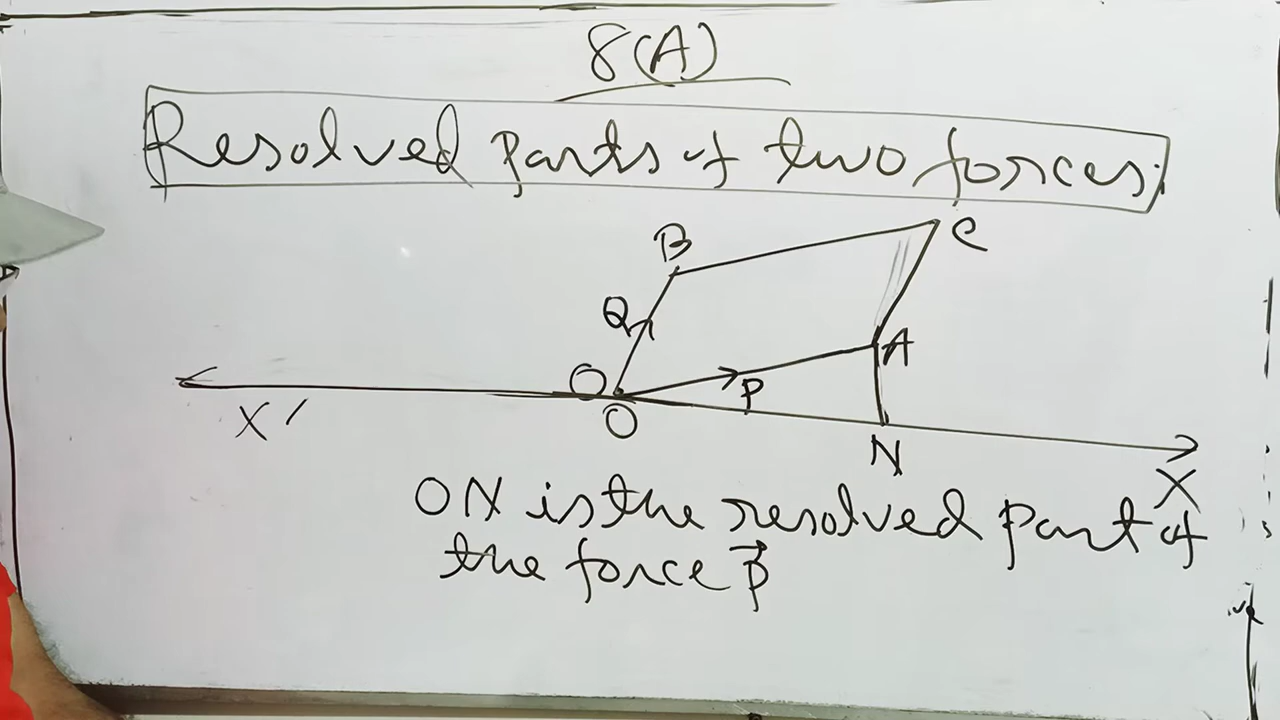 8(A)
Resolved parts of two forces:
B
C
Q
A
O
P
O
X'
N
X
ON is the resolved part of
the force P⃗